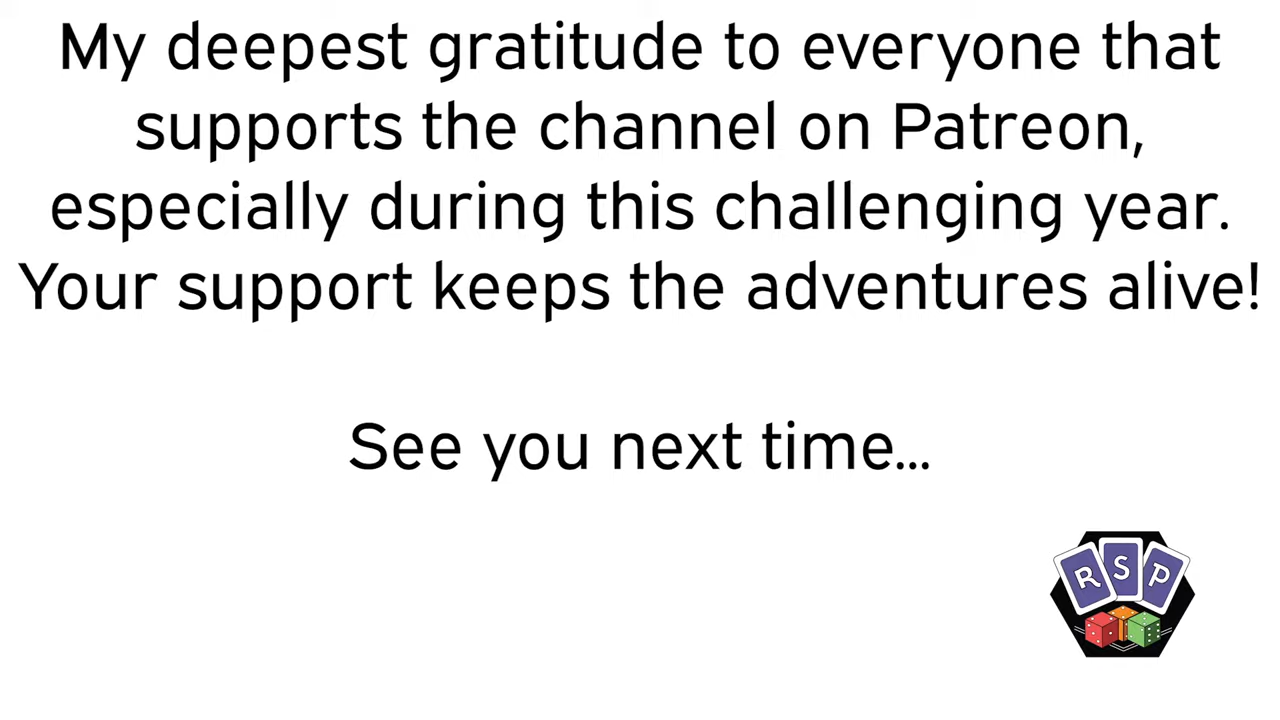 My deepest gratitude to everyone that
supports the channel on Patreon,
especially during this challenging year.
Your support keeps the adventures alive!
See you next time...
RSP